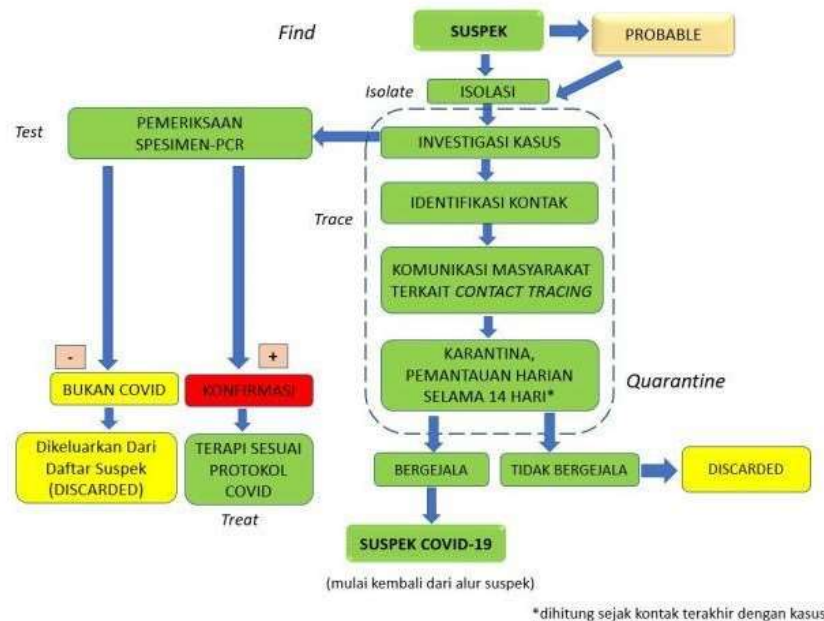 Find
SUSPEK
PROBABLE
Isolate
ISOLASI
Test
PEMERIKSAAN
SPESIMEN-PCR
INVESTIGASI KASUS
IDENTIFIKASI KONTAK
Trace
KOMUNIKASI MASYARAKAT
TERKAIT CONTACT TRACING
KARANTINA,
PEMANTAUAN HARIAN
SELAMA 14 HARI*
Quarantine
-
+
BUKAN COVID
KONFIRMASI
Dikeluarkan Dari
Daftar Suspek
(DISCARDED)
TERAPI SESUAI
PROTOKOL
COVID
Treat
BERGEJALA
TIDAK BERGEJALA
DISCARDED
SUSPEK COVID-19
(mulai kembali dari alur suspek)
*dihitung sejak kontak terakhir dengan kasus